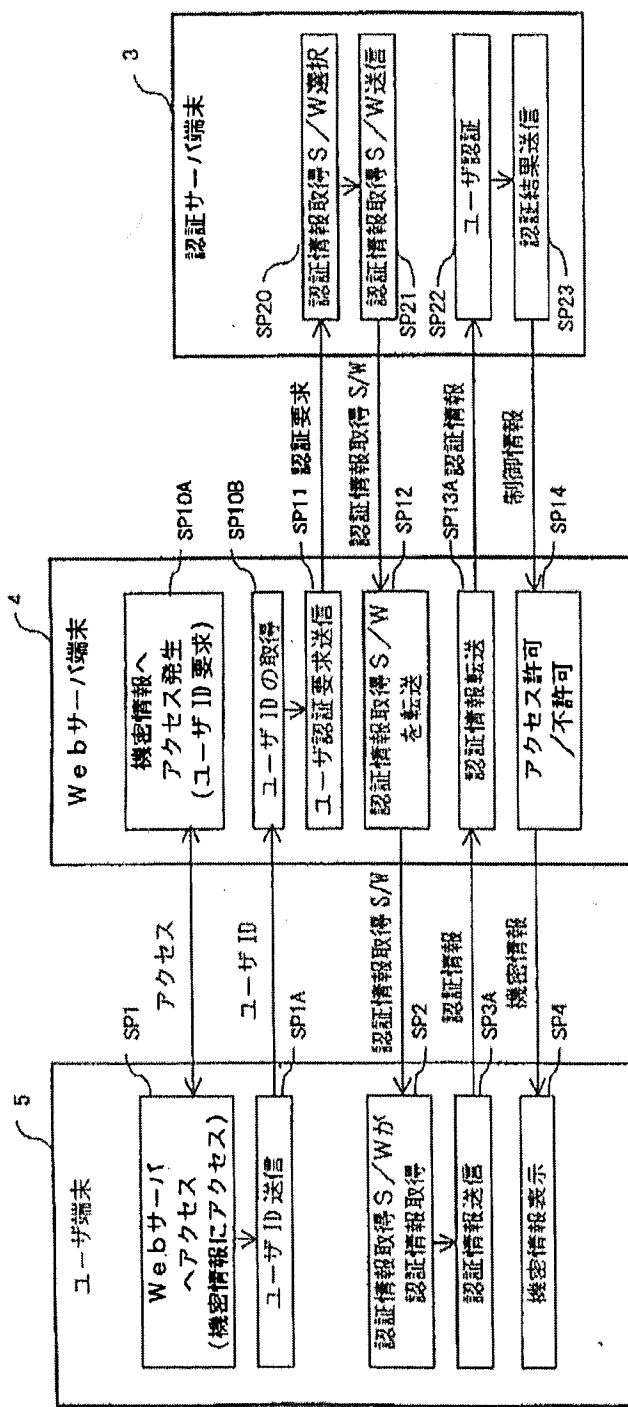 5
ユーザ端末
SP1
Webサーバ
へアクセス
(機密情報にアクセス)
ユーザID送信
SP1A
認証情報取得S／Wが
認証情報取得
SP2
認証情報送信
SP3A
機密情報表示
SP4
アクセス
ユーザID
認証情報取得S/W
認証情報
機密情報
4
Webサーバ端末
機密情報へ
アクセス発生
(ユーザID要求)
SP10A
ユーザIDの取得
SP10B
ユーザ認証要求送信
SP11
認証情報取得S／W
を転送
SP12
認証情報転送
SP13A
アクセス許可
／不許可
SP14
認証要求
認証情報取得S/W
認証情報
制御情報
3
認証サーバ端末
SP20
認証情報取得S／W選択
認証情報取得S／W送信
SP21
SP22
ユーザ認証
認証結果送信
SP23